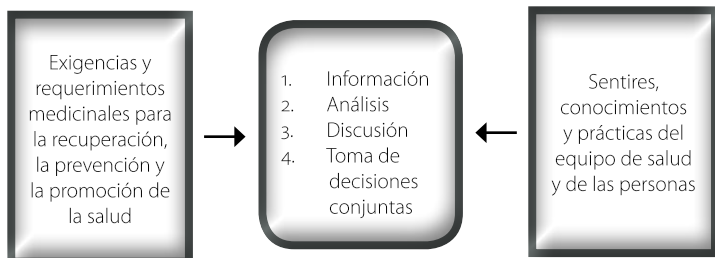 Exigencias y
requerimientos
medicinales para
la recuperación,
la prevención y
la promoción de
la salud
1. Información
2. Análisis
3. Discusión
4. Toma de
decisiones
conjuntas
Sentires,
conocimientos
y prácticas del
equipo de salud
y de las personas